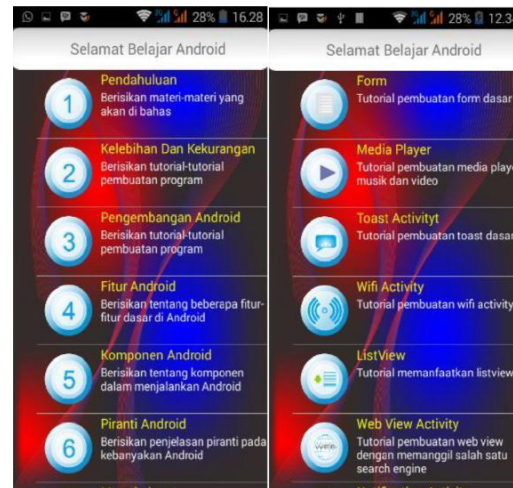 28% 16.28
Selamat Belajar Android
1
Pendahuluan
Berisikan materi-materi yang
akan di bahas
2
Kelebihan Dan Kekurangan
Berisikan tutorial-tutorial
pembuatan program
3
Pengembangan Android
Berisikan tutorial-tutorial
pembuatan program
4
Fitur Android
Berisikan tentang beberapa fitur-
fitur dasar di Android
5
Komponen Android
Berisikan tentang komponen
dalam menjalankan Android
6
Piranti Android
Berisikan penjelasan piranti pada
kebanyakan Android
28% 12.34
Selamat Belajar Android
Form
Tutorial pembuatan form dasar
Media Player
Tutorial pembuatan media playe
musik dan video
Toast Activityt
Tutorial pembuatan toast dasar
Wifi Activity
Tutorial pembuatan wifi activity
ListView
Tutorial memanfaatkan listview
Web View Activity
Tutorial pembuatan web view
dengan memanggil salah satu
search engine